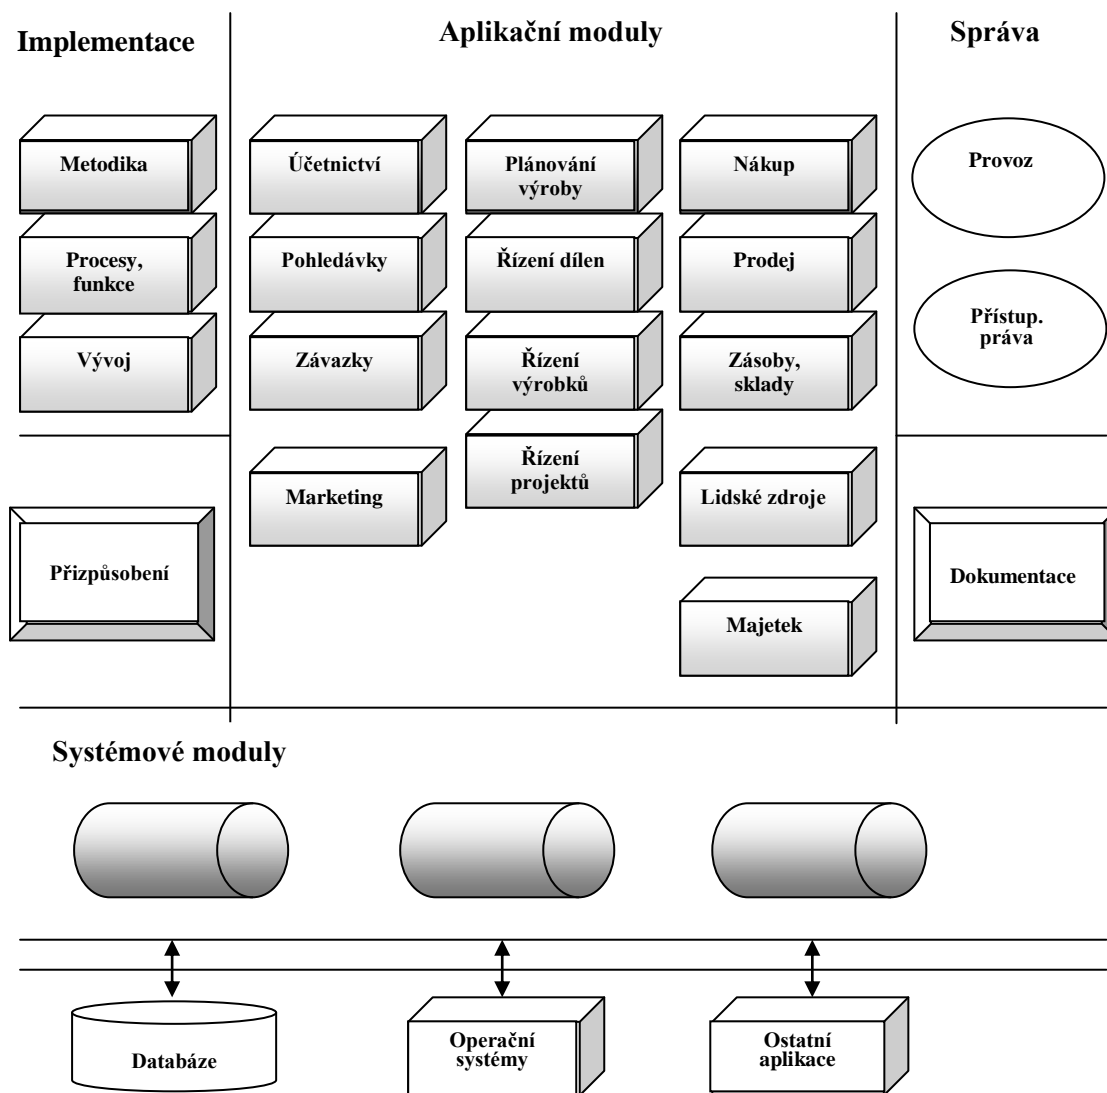 Implementace
Aplikační moduly
Správa
Metodika
Účetnictví
Plánování
výroby
Nákup
Provoz
Procesy,
funkce
Pohledávky
Řízení dílen
Prodej
Přístup.
práva
Vývoj
Závazky
Řízení
výrobků
Zásoby,
sklady
Marketing
Řízení
projektů
Lidské zdroje
Přizpůsobení
Majetek
Dokumentace
Systémové moduly
Databáze
Operační
systémy
Ostatní
aplikace